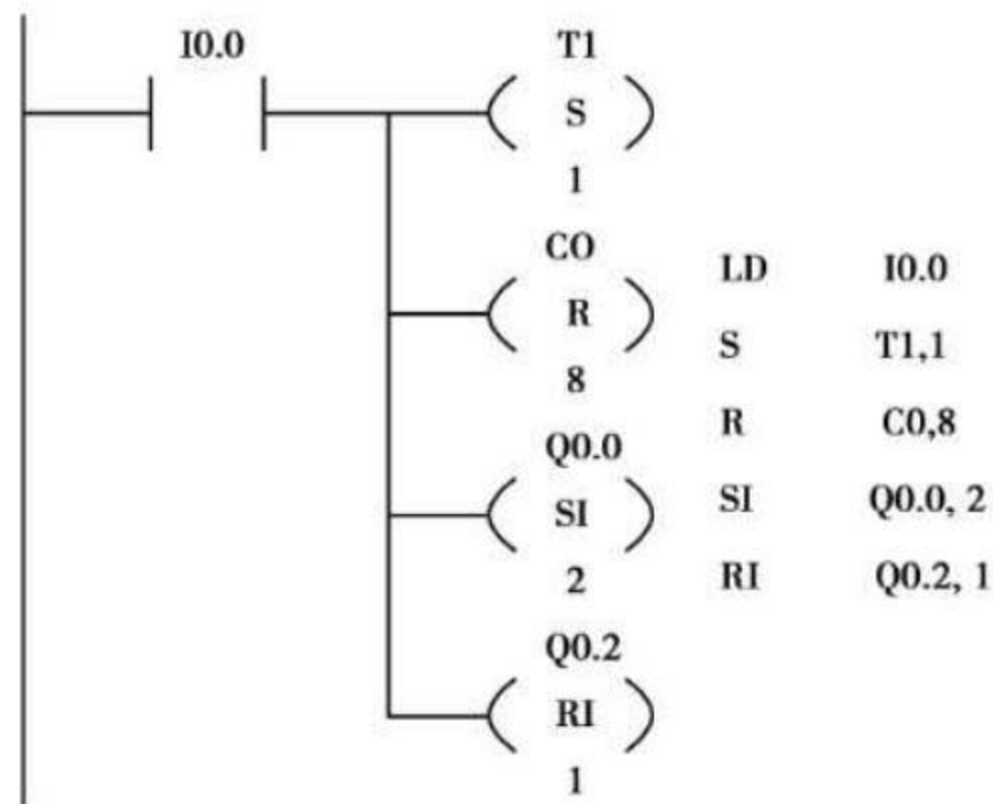 I0.0
T1
S
1
CO
R
8
Q0.0
SI
2
Q0.2
RI
1
LD I0.0
S T1,1
R C0,8
SI Q0.0, 2
RI Q0.2, 1